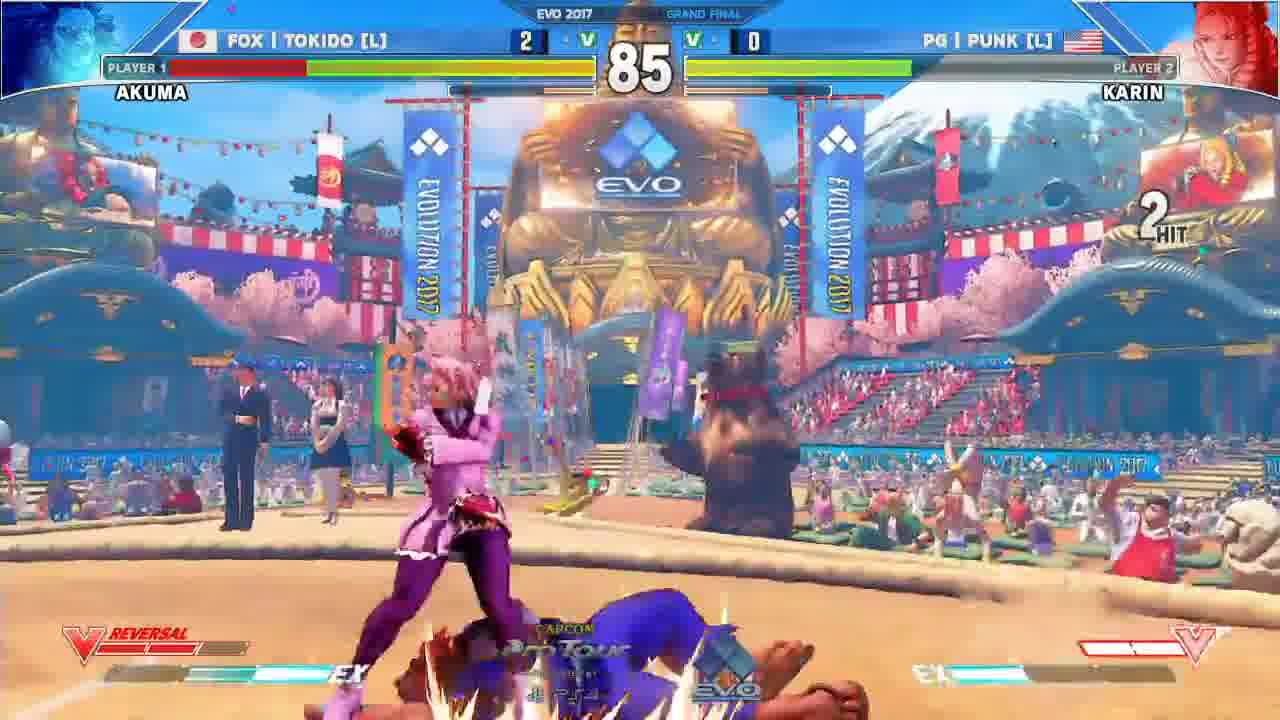 EVO 2017 GRAND FINAL
FOX | TOKIDO [L] 2 V 85 V 0 PG | PUNK [L]
PLAYER 1 PLAYER 2
AKUMA KARIN
EVO
EVOLUTION 2017 EVOLUTION 2017
2 HIT
V REVERSAL V
EX EX
CAPCOM
PRO TOUR
PS4
EVO